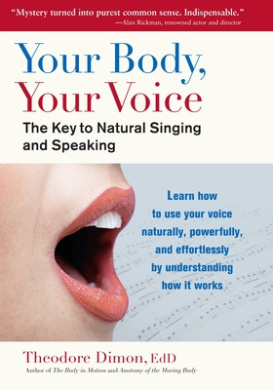 "Mystery turned into purest common sense. Indispensable."
—Alan Rickman, renowned actor and director
Your Body,
Your Voice
The Key to Natural Singing
and Speaking
Learn how
to use your voice
naturally, powerfully,
and effortlessly
by understanding
how it works
Theodore Dimon, EdD
Author of The Body in Motion and Anatomy of the Moving Body